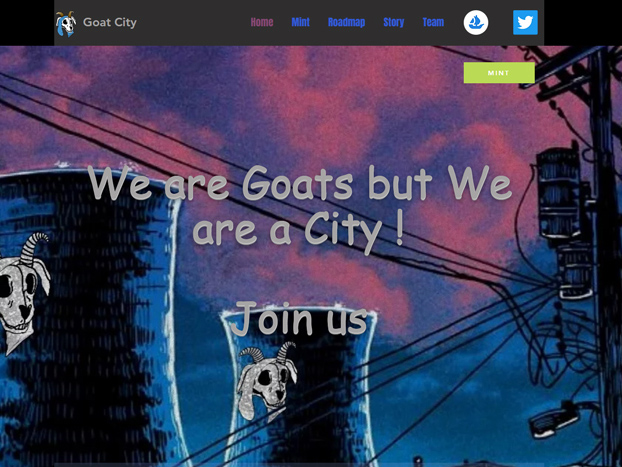 Goat City
Home Mint Roadmap Story Team
MINT
We are Goats but We
are a City !
Join us